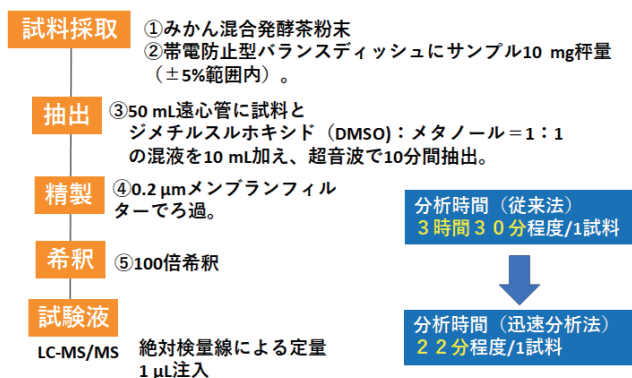 試料採取
①みかん混合発酵茶粉末
②帯電防止型バランスディッシュにサンプル10 mg秤量
（±5%範囲内）。
抽出
③50 mL遠心管に試料と
ジメチルスルホキシド（DMSO）：メタノール＝1：1
の混液を10 mL加え、超音波で10分間抽出。
精製
④0.2 μmメンブランフィル
ターでろ過。
希釈
⑤100倍希釈
試験液
LC-MS/MS 絶対検量線による定量
1 μL注入
分析時間（従来法）
３時間３０分程度/1試料
分析時間（迅速分析法）
２２分程度/1試料